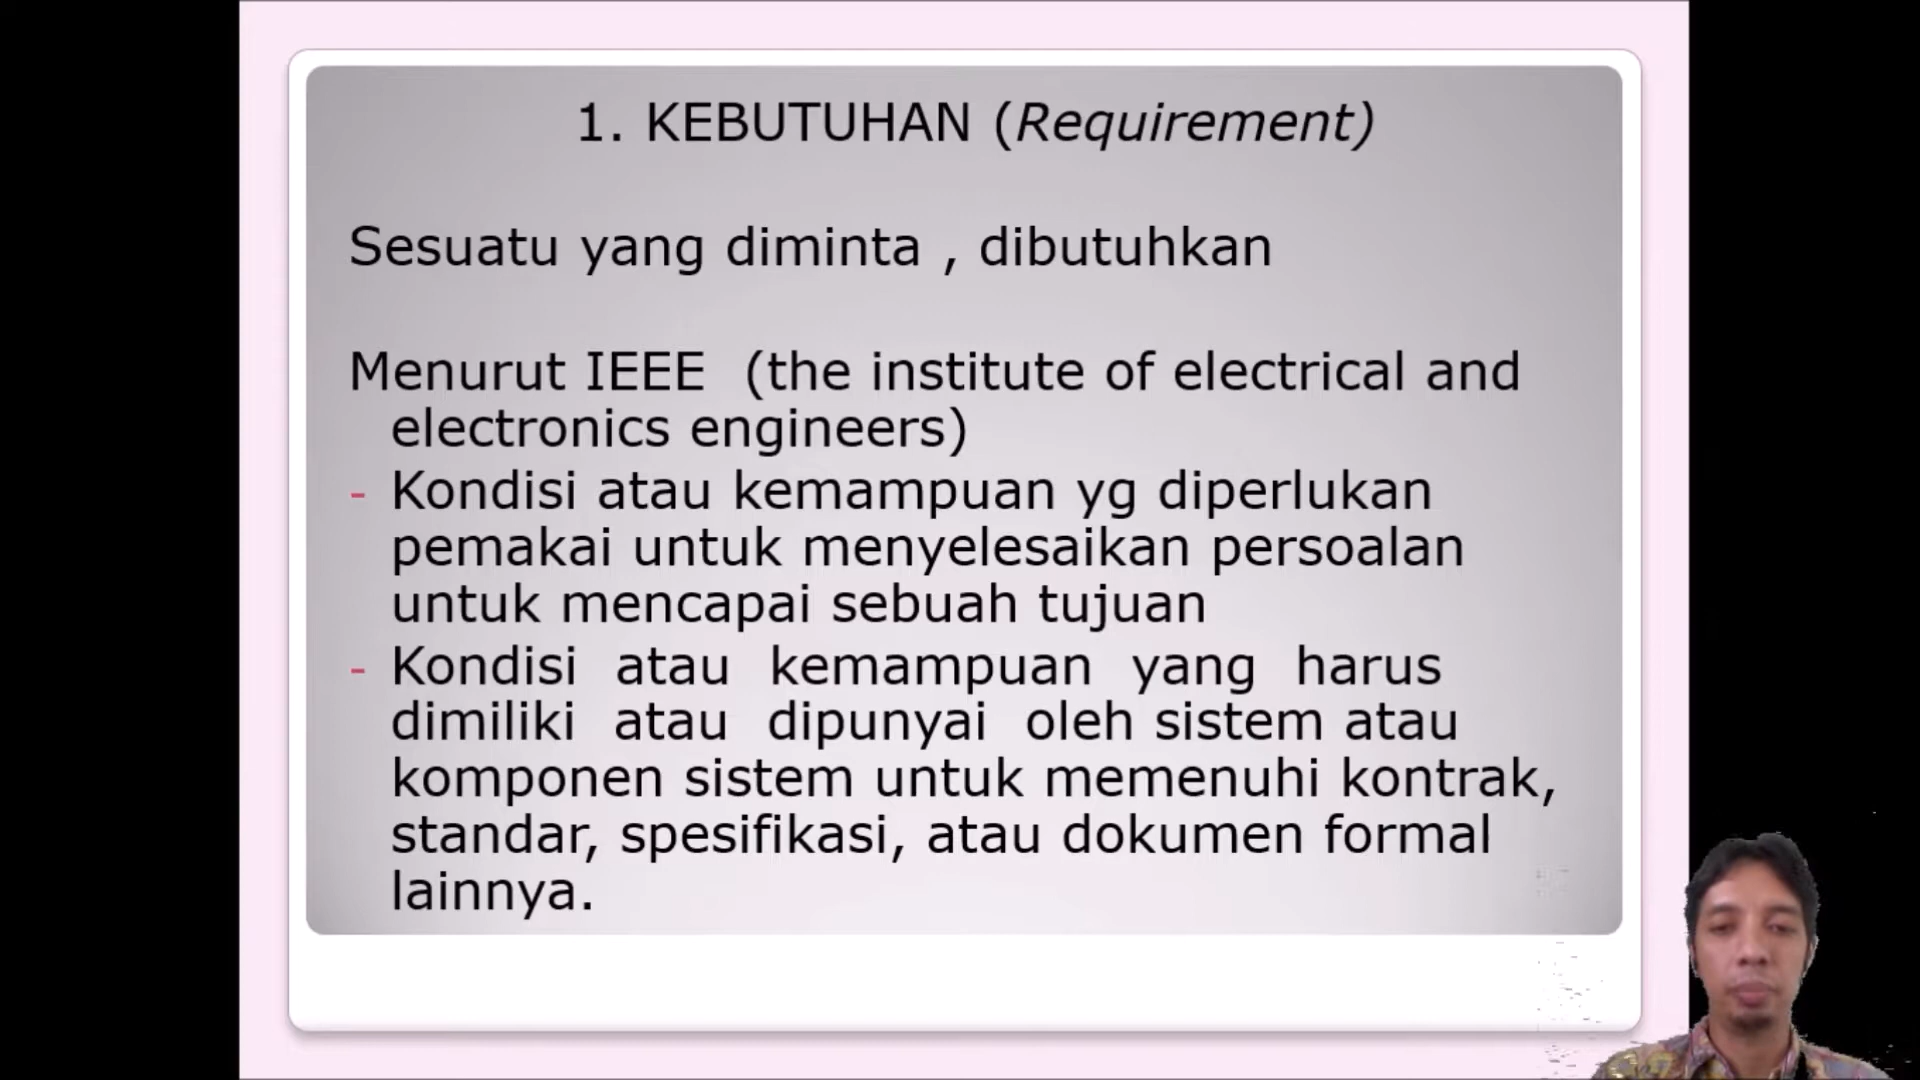 1. KEBUTUHAN (Requirement)
Sesuatu yang diminta , dibutuhkan
Menurut IEEE (the institute of electrical and
electronics engineers)
- Kondisi atau kemampuan yg diperlukan
pemakai untuk menyelesaikan persoalan
untuk mencapai sebuah tujuan
- Kondisi atau kemampuan yang harus
dimiliki atau dipunyai oleh sistem atau
komponen sistem untuk memenuhi kontrak,
standar, spesifikasi, atau dokumen formal
lainnya.